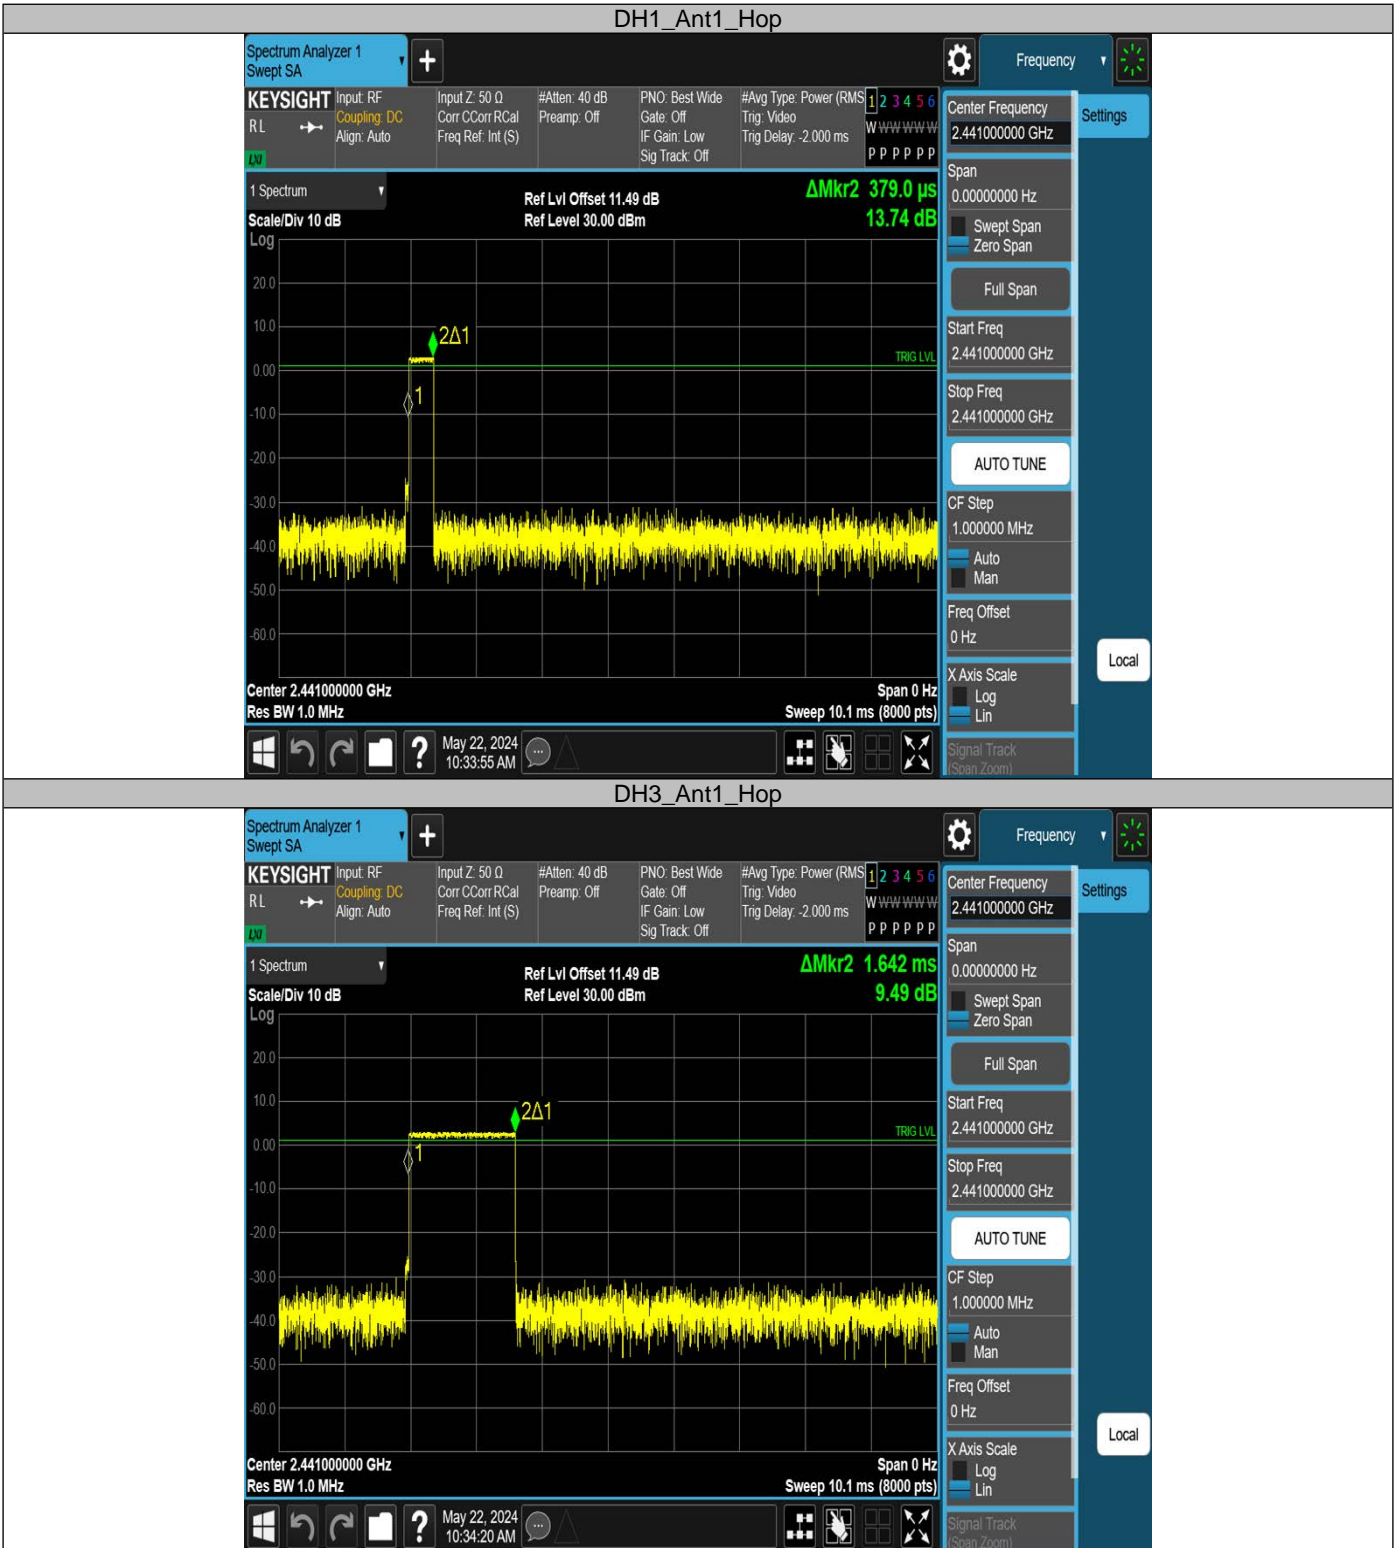 DH1_Ant1_Hop
Spectrum Analyzer 1
Swept SA
+
Frequency
KEYSIGHT
RL
LXI
Input: RF
Coupling: DC
Align: Auto
Input Z: 50 Ω
Corr CCorr RCal
Freq Ref: Int (S)
#Atten: 40 dB
Preamp: Off
PNO: Best Wide
Gate: Off
IF Gain: Low
Sig Track: Off
#Avg Type: Power (RMS
Trig: Video
Trig Delay: -2.000 ms
1 2 3 4 5 6
W W W W W W
P P P P P P
Center Frequency
2.441000000 GHz
Settings
1 Spectrum
Scale/Div 10 dB
Ref Lvl Offset 11.49 dB
Ref Level 30.00 dBm
ΔMkr2 379.0 µs
13.74 dB
Log
20.0
10.0
0.00
-10.0
-20.0
-30.0
-40.0
-50.0
-60.0
2Δ1
1
TRIG LVL
Center 2.441000000 GHz
Res BW 1.0 MHz
Span 0 Hz
Sweep 10.1 ms (8000 pts)
Span
0.00000000 Hz
Swept Span
Zero Span
Full Span
Start Freq
2.441000000 GHz
Stop Freq
2.441000000 GHz
AUTO TUNE
CF Step
1.000000 MHz
Auto
Man
Freq Offset
0 Hz
X Axis Scale
Log
Lin
Signal Track
(Span Zoom)
Local
?
May 22, 2024
10:33:55 AM
DH3_Ant1_Hop
Spectrum Analyzer 1
Swept SA
+
Frequency
KEYSIGHT
RL
LXI
Input: RF
Coupling: DC
Align: Auto
Input Z: 50 Ω
Corr CCorr RCal
Freq Ref: Int (S)
#Atten: 40 dB
Preamp: Off
PNO: Best Wide
Gate: Off
IF Gain: Low
Sig Track: Off
#Avg Type: Power (RMS
Trig: Video
Trig Delay: -2.000 ms
1 2 3 4 5 6
W W W W W W
P P P P P P
Center Frequency
2.441000000 GHz
Settings
1 Spectrum
Scale/Div 10 dB
Ref Lvl Offset 11.49 dB
Ref Level 30.00 dBm
ΔMkr2 1.642 ms
9.49 dB
Log
20.0
10.0
0.00
-10.0
-20.0
-30.0
-40.0
-50.0
-60.0
2Δ1
1
TRIG LVL
Center 2.441000000 GHz
Res BW 1.0 MHz
Span 0 Hz
Sweep 10.1 ms (8000 pts)
Span
0.00000000 Hz
Swept Span
Zero Span
Full Span
Start Freq
2.441000000 GHz
Stop Freq
2.441000000 GHz
AUTO TUNE
CF Step
1.000000 MHz
Auto
Man
Freq Offset
0 Hz
X Axis Scale
Log
Lin
Signal Track
(Span Zoom)
Local
?
May 22, 2024
10:34:20 AM